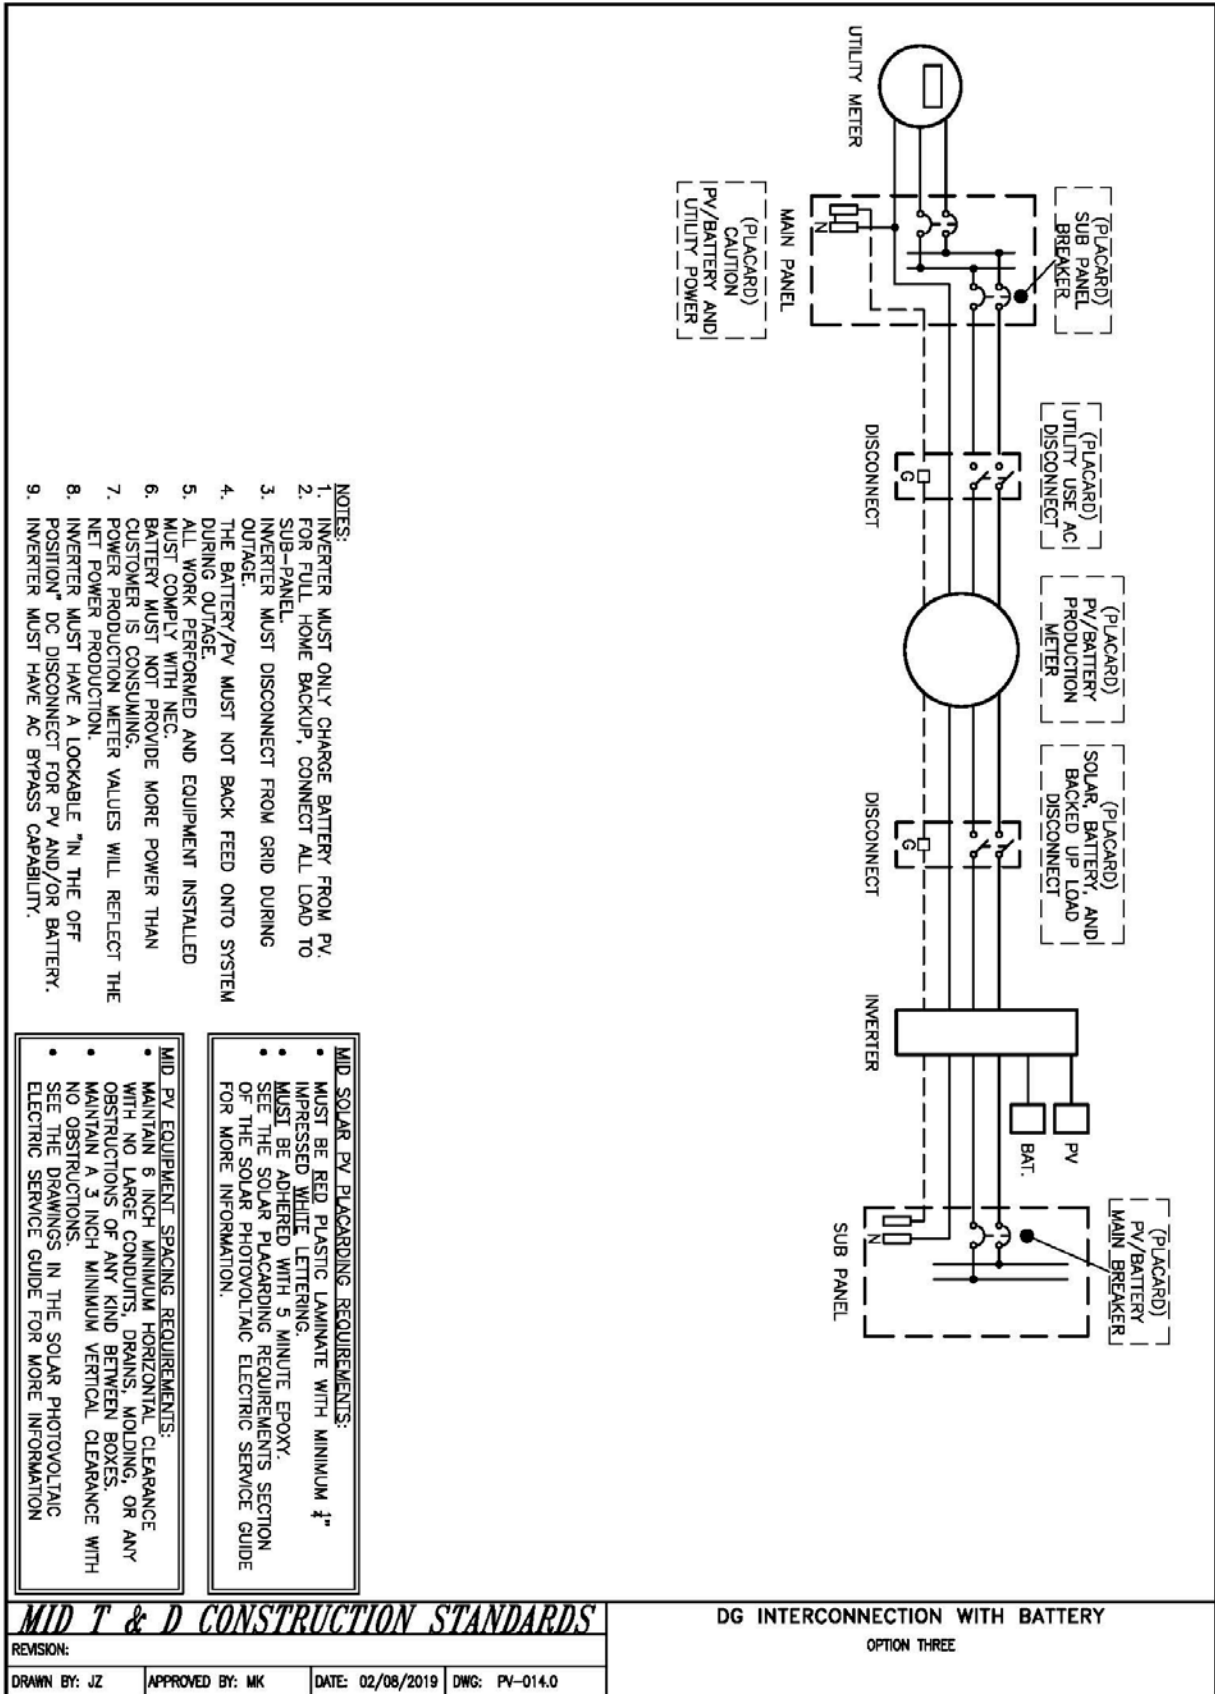 UTILITY METER
(PLACARD)
SUB PANEL
BREAKER
MAIN PANEL
N
(PLACARD)
CAUTION
PV/BATTERY AND
UTILITY POWER
(PLACARD)
UTILITY USE AC
DISCONNECT
G
DISCONNECT
(PLACARD)
PV/BATTERY
PRODUCTION
METER
(PLACARD)
SOLAR, BATTERY, AND
BACKED UP LOAD
DISCONNECT
G
DISCONNECT
INVERTER
PV
BAT.
(PLACARD)
PV/BATTERY
MAIN BREAKER
N
SUB PANEL
NOTES:
1. INVERTER MUST ONLY CHARGE BATTERY FROM PV.
2. FOR FULL HOME BACKUP, CONNECT ALL LOAD TO
SUB-PANEL.
3. INVERTER MUST DISCONNECT FROM GRID DURING
OUTAGE.
4. THE BATTERY/PV MUST NOT BACK FEED ONTO SYSTEM
DURING OUTAGE.
5. ALL WORK PERFORMED AND EQUIPMENT INSTALLED
MUST COMPLY WITH NEC.
6. BATTERY MUST NOT PROVIDE MORE POWER THAN
CUSTOMER IS CONSUMING.
7. POWER PRODUCTION METER VALUES WILL REFLECT THE
NET POWER PRODUCTION.
8. INVERTER MUST HAVE A LOCKABLE "IN THE OFF
POSITION" DC DISCONNECT FOR PV AND/OR BATTERY.
9. INVERTER MUST HAVE AC BYPASS CAPABILITY.
MID SOLAR PV PLACARDING REQUIREMENTS:
• MUST BE RED PLASTIC LAMINATE WITH MINIMUM ¼"
IMPRESSED WHITE LETTERING.
• MUST BE ADHERED WITH 5 MINUTE EPOXY.
• SEE THE SOLAR PLACARDING REQUIREMENTS SECTION
OF THE SOLAR PHOTOVOLTAIC ELECTRIC SERVICE GUIDE
FOR MORE INFORMATION.
MID PV EQUIPMENT SPACING REQUIREMENTS:
• MAINTAIN 6 INCH MINIMUM HORIZONTAL CLEARANCE
WITH NO LARGE CONDUITS, DRAINS, MOLDING, OR ANY
OBSTRUCTIONS OF ANY KIND BETWEEN BOXES.
• MAINTAIN A 3 INCH MINIMUM VERTICAL CLEARANCE WITH
NO OBSTRUCTIONS.
• SEE THE DRAWINGS IN THE SOLAR PHOTOVOLTAIC
ELECTRIC SERVICE GUIDE FOR MORE INFORMATION
MID T & D CONSTRUCTION STANDARDS
REVISION:
DRAWN BY: JZ
APPROVED BY: MK
DATE: 02/08/2019
DWG: PV-014.0
DG INTERCONNECTION WITH BATTERY
OPTION THREE